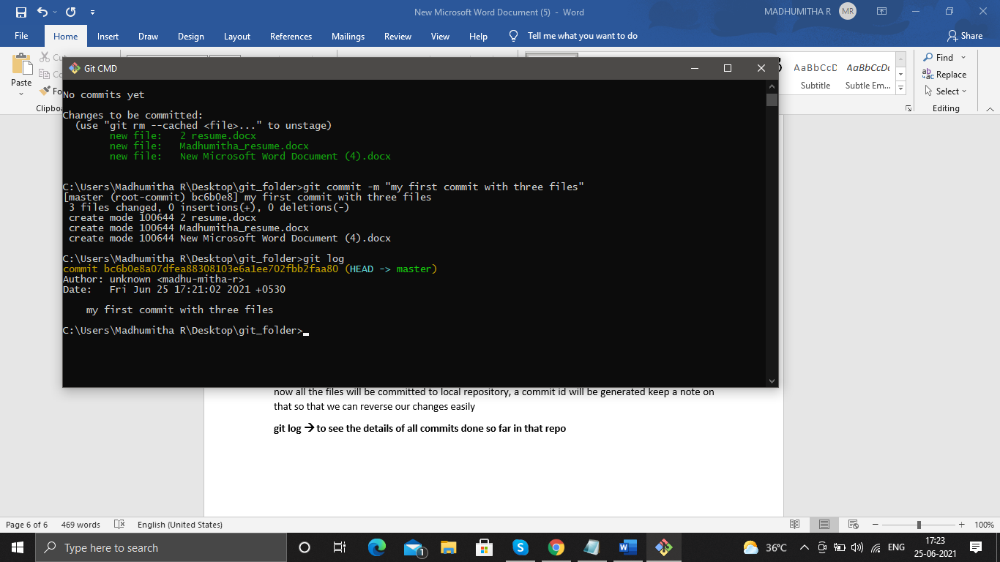 New Microsoft Word Document (5) - Word
MADHUMITHA R
MR
File Home Insert Draw Design Layout References Mailings Review View Help Tell me what you want to do Share
Paste
Git CMD
AaBbCcD AaBbCcDc
Subtitle Subtle Em...
Find
Replace
Select
Editing
No commits yet
Changes to be committed:
(use "git rm --cached <file>..." to unstage)
new file: 2 resume.docx
new file: Madhumitha_resume.docx
new file: New Microsoft Word Document (4).docx
C:\Users\Madhumitha R\Desktop\git_folder>git commit -m "my first commit with three files"
[master (root-commit) bc6b0e8] my first commit with three files
3 files changed, 0 insertions(+), 0 deletions(-)
create mode 100644 2 resume.docx
create mode 100644 Madhumitha_resume.docx
create mode 100644 New Microsoft Word Document (4).docx
C:\Users\Madhumitha R\Desktop\git_folder>git log
commit bc6b0e8a07dfea88308103e6a1ee702fbb2faa80 (HEAD -> master)
Author: unknown <madhu-mitha-r>
Date: Fri Jun 25 17:21:02 2021 +0530
my first commit with three files
C:\Users\Madhumitha R\Desktop\git_folder>
now all the files will be committed to local repository, a commit id will be generated keep a note on
that so that we can reverse our changes easily
git log → to see the details of all commits done so far in that repo
Page 6 of 6 469 words English (United States) 100%
Type here to search
1
36°C ENG
17:23
25-06-2021